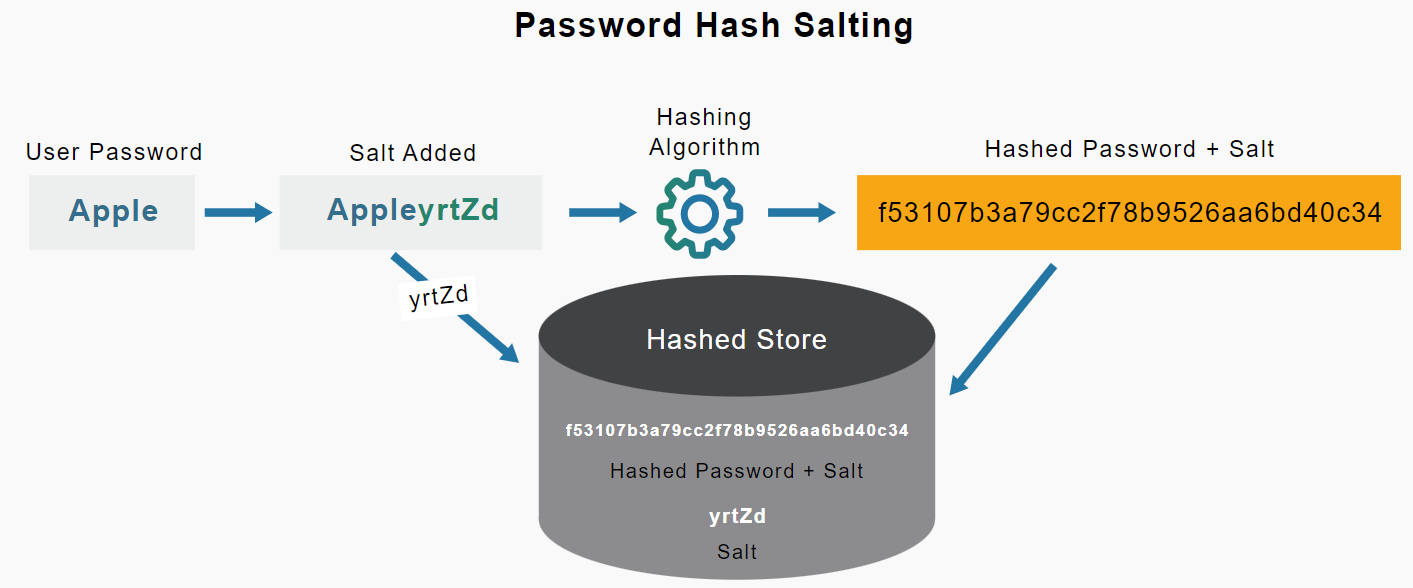 Password Hash Salting
User Password
Apple
Salt Added
AppleyrtZd
Hashing
Algorithm
Hashed Password + Salt
f53107b3a79cc2f78b9526aa6bd40c34
yrtZd
Hashed Store
f53107b3a79cc2f78b9526aa6bd40c34
Hashed Password + Salt
yrtZd
Salt